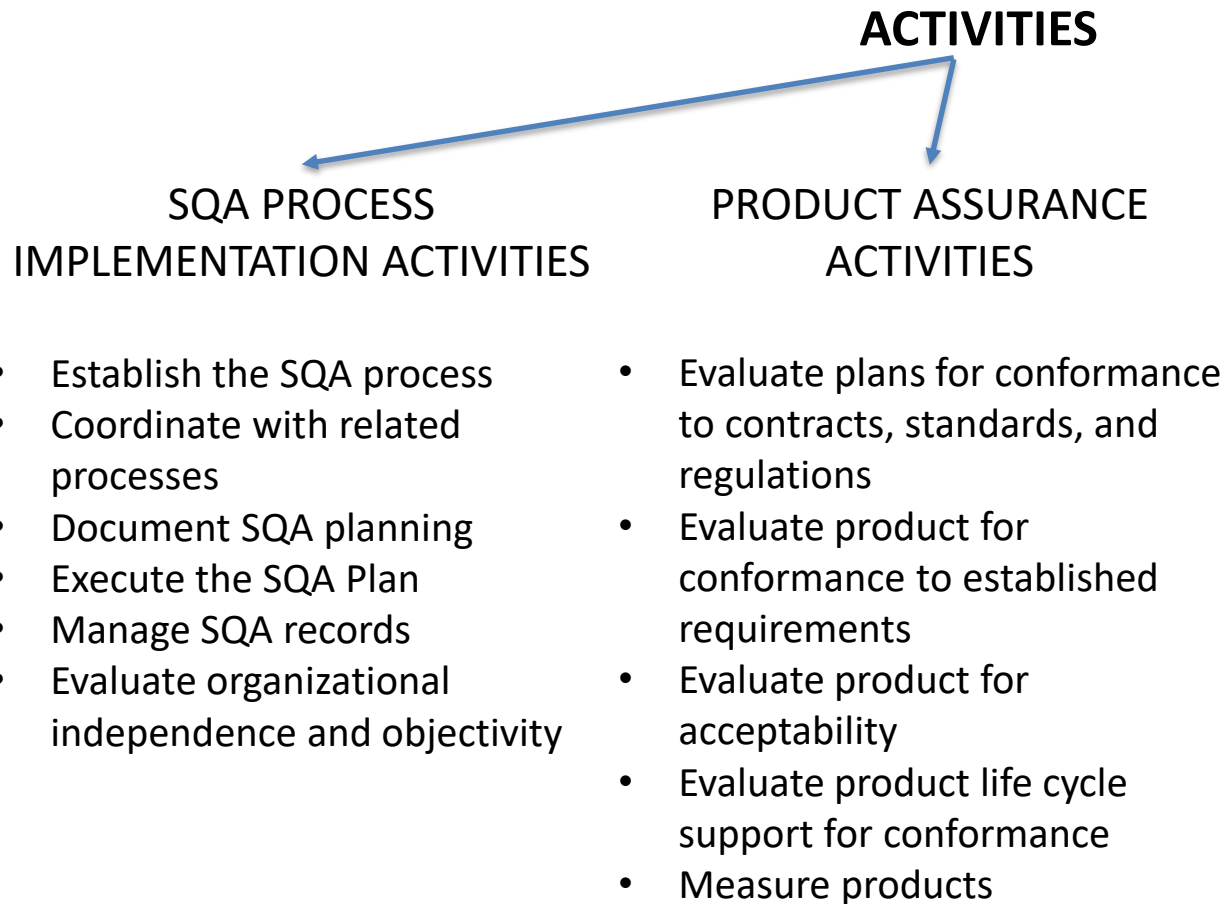 ACTIVITIES
SQA PROCESS
IMPLEMENTATION ACTIVITIES
• Establish the SQA process
• Coordinate with related
processes
• Document SQA planning
• Execute the SQA Plan
• Manage SQA records
• Evaluate organizational
independence and objectivity
PRODUCT ASSURANCE
ACTIVITIES
• Evaluate plans for conformance
to contracts, standards, and
regulations
• Evaluate product for
conformance to established
requirements
• Evaluate product for
acceptability
• Evaluate product life cycle
support for conformance
• Measure products